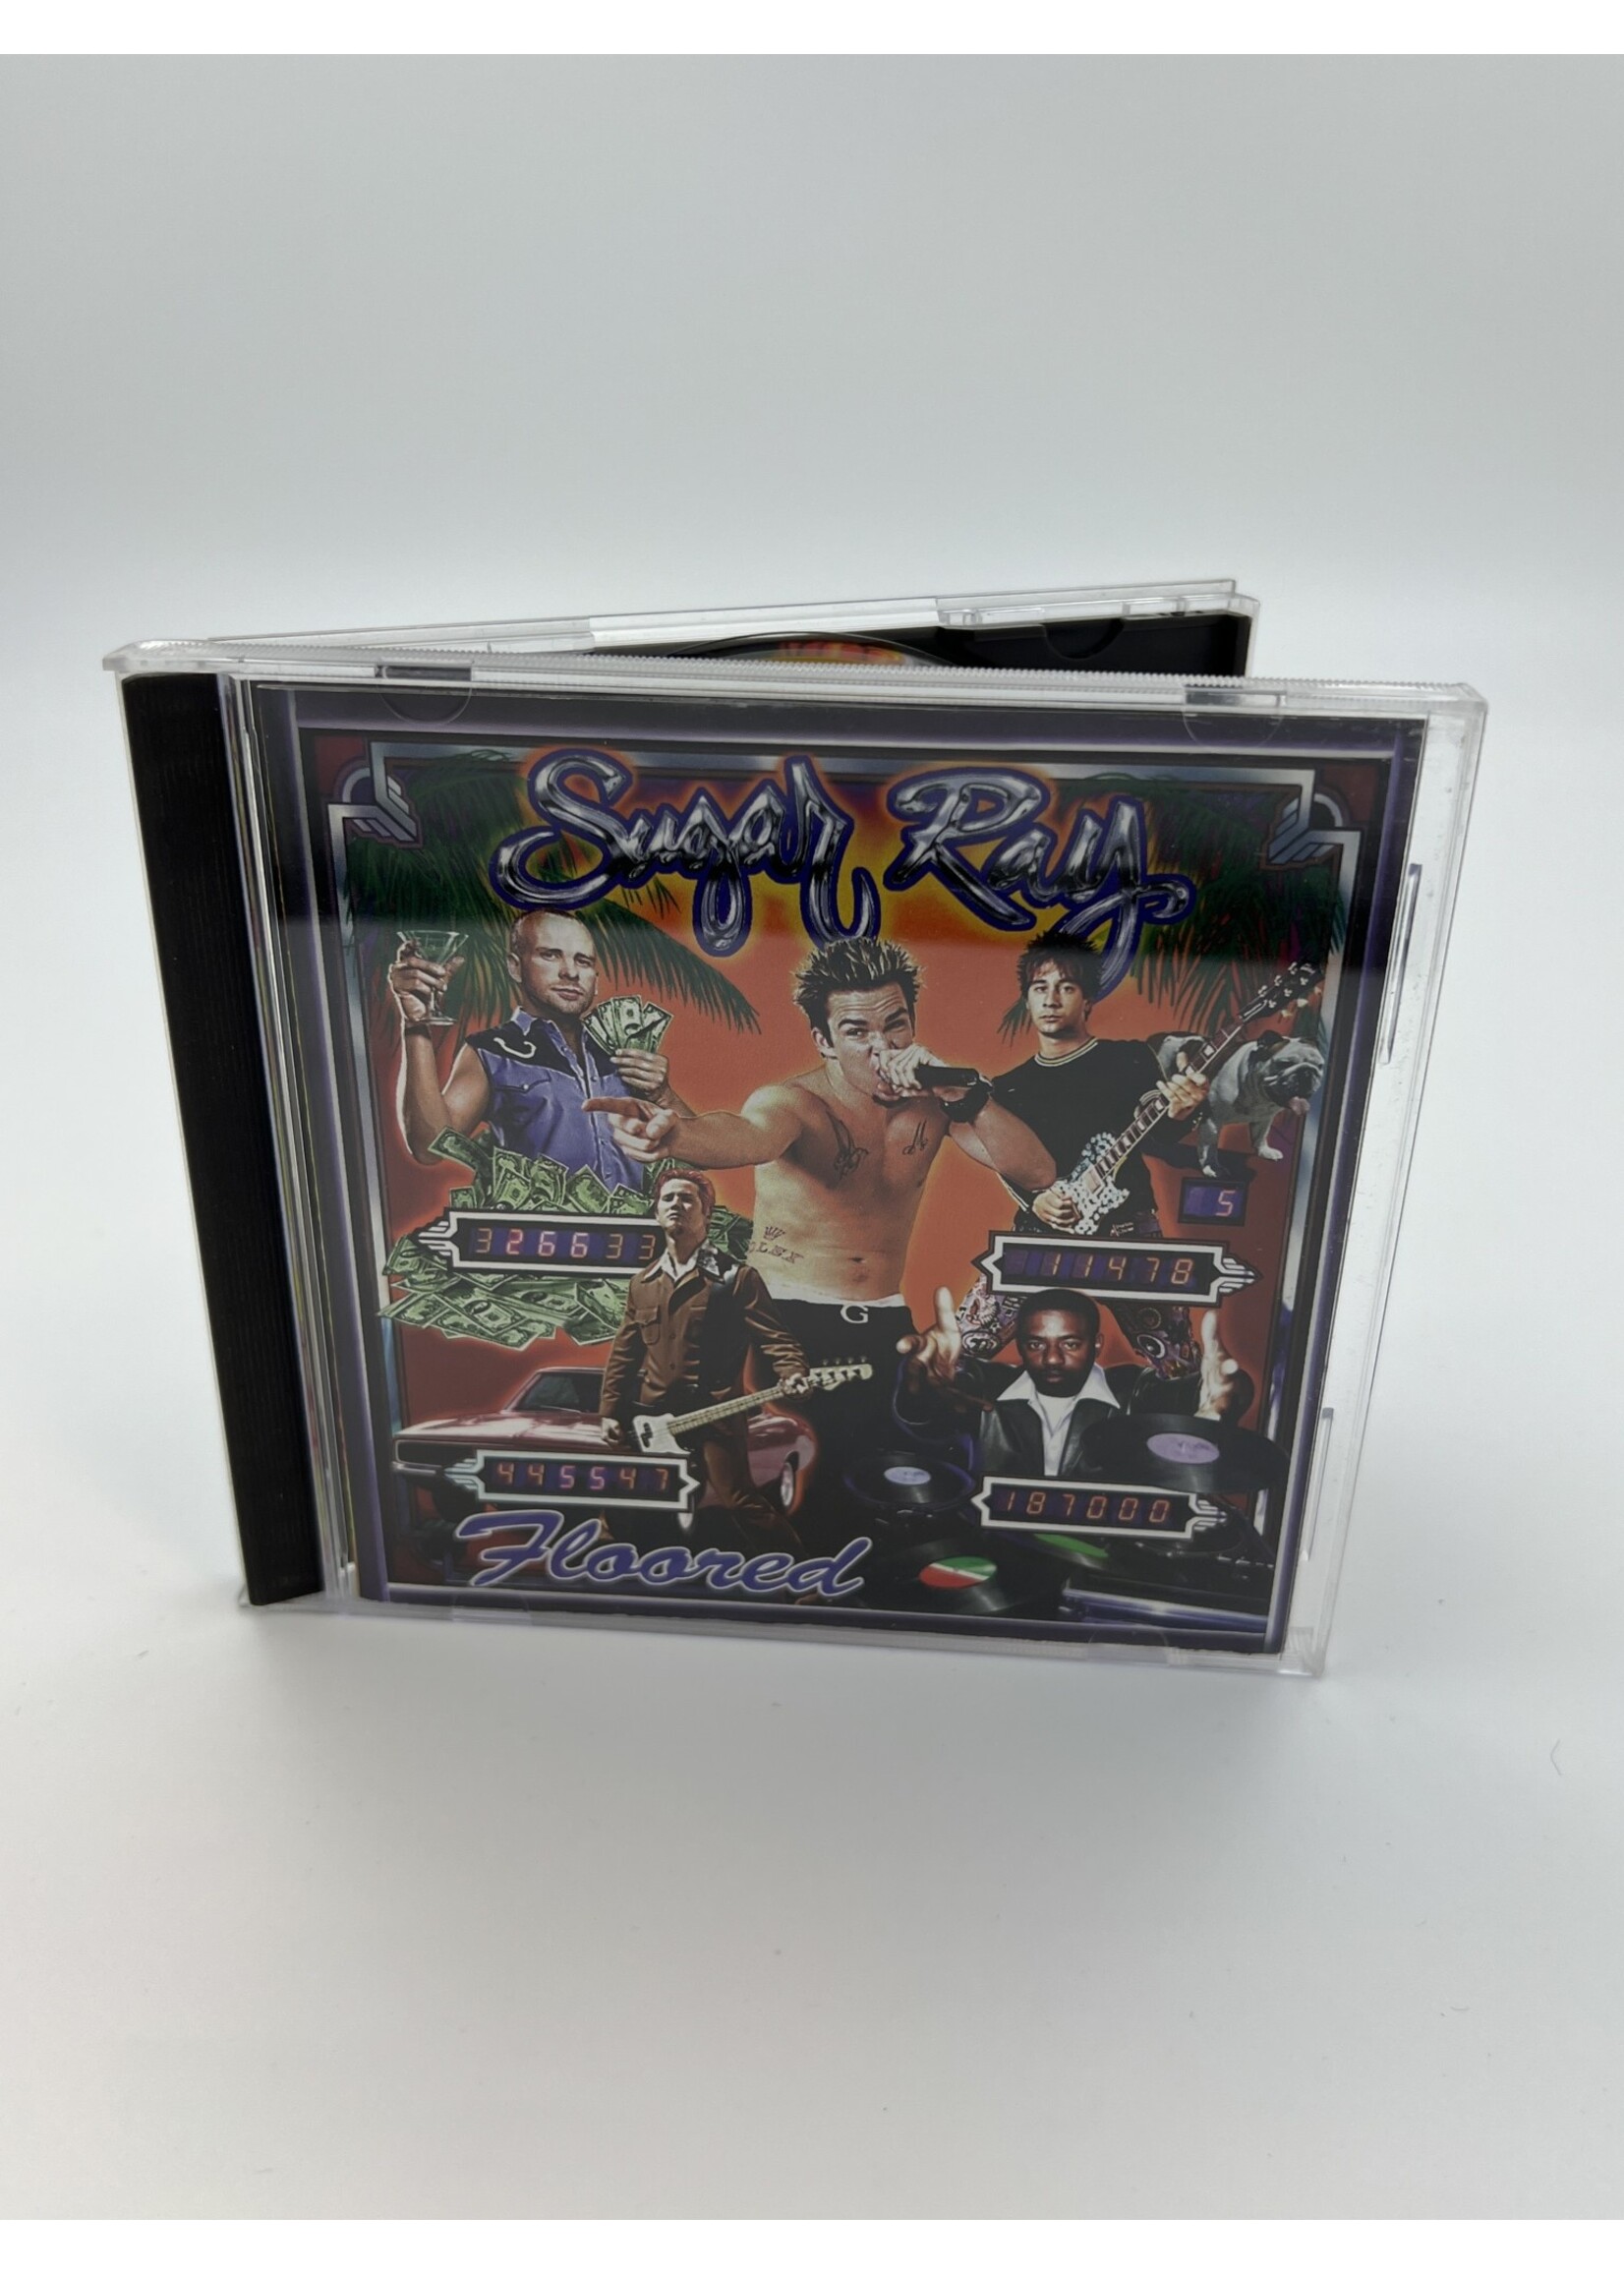 Sugar Ray
5
326633
11478
G
445547
187000
Floored